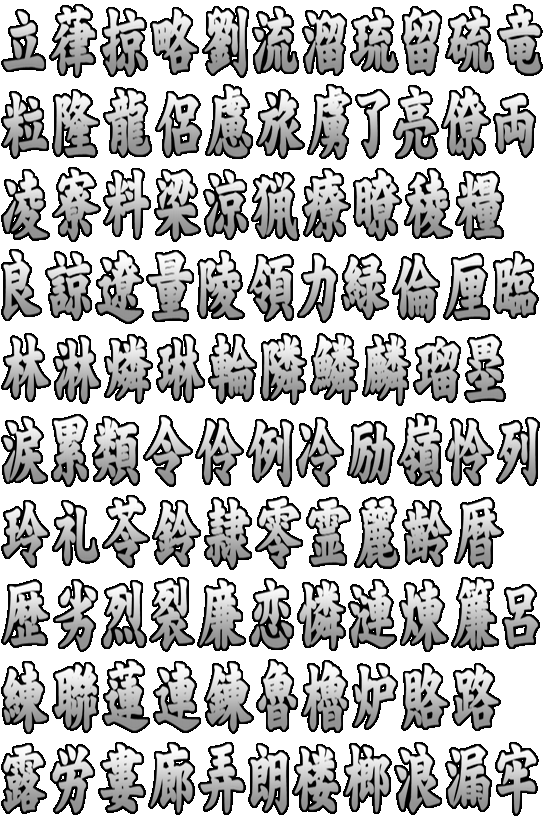 立葎掠略劉流溜琉留硫竜
粒隆龍侶慮旅虜了亮僚両
凌寮料梁涼猟療瞭稜糧
良諒遼量陵領力緑倫厘臨
林淋燐琳輪隣鱗麟瑠塁
涙累類令伶例冷励嶺怜列
玲礼苓鈴隷零霊麗齢暦
歴劣烈裂廉恋憐漣煉簾呂
練聯蓮連錬魯櫓炉賂路
露労婁廊弄朗楼榔浪漏牢